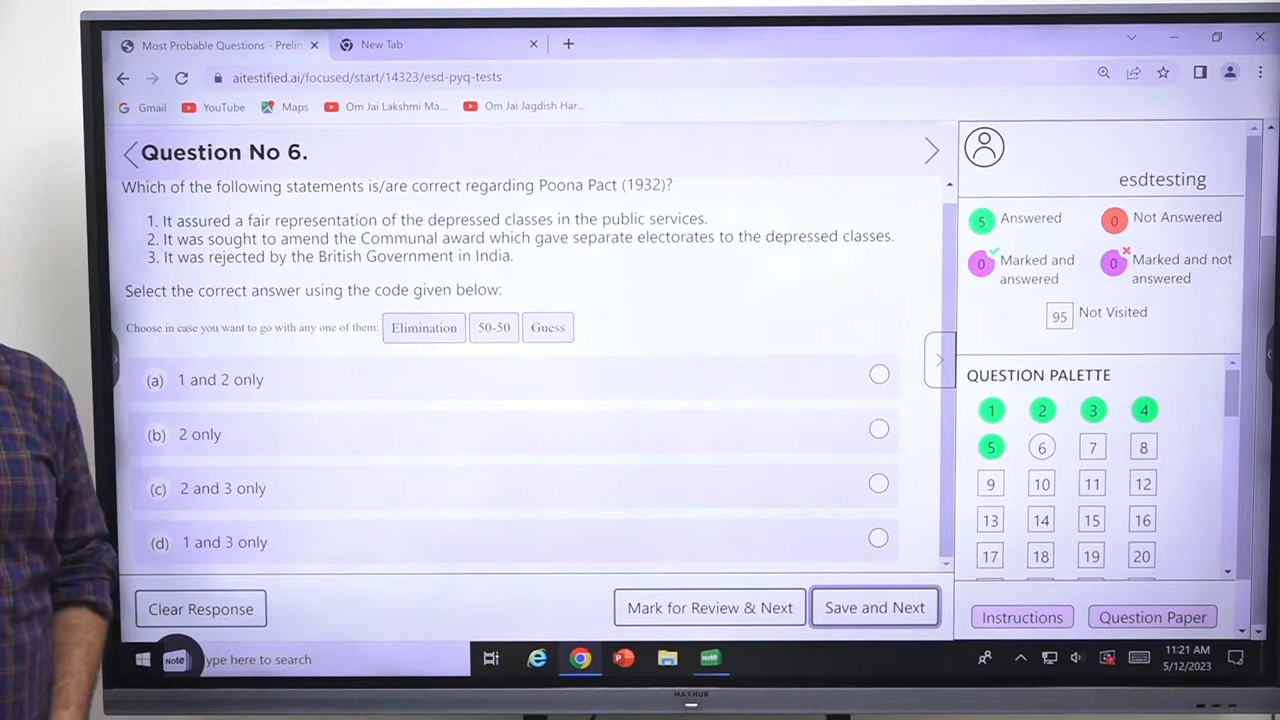 Most Probable Questions - Prelin
New Tab
aitestified.ai/focused/start/14323/esd-pyq-tests
Gmail YouTube Maps Om Jai Lakshmi Ma... Om Jai Jagdish Har...
Question No 6.
Which of the following statements is/are correct regarding Poona Pact (1932)?
1. It assured a fair representation of the depressed classes in the public services.
2. It was sought to amend the Communal award which gave separate electorates to the depressed classes.
3. It was rejected by the British Government in India.
Select the correct answer using the code given below:
Choose in case you want to go with any one of them: Elimination 50-50 Guess
(a) 1 and 2 only
(b) 2 only
(c) 2 and 3 only
(d) 1 and 3 only
Clear Response
Mark for Review & Next
Save and Next
esdtesting
5 Answered
0 Not Answered
0 Marked and answered
0 Marked and not answered
95 Not Visited
QUESTION PALETTE
1 2 3 4
5 6 7 8
9 10 11 12
13 14 15 16
17 18 19 20
Instructions
Question Paper
Note
ype here to search
Note
11:21 AM
5/12/2023
MAXHUB